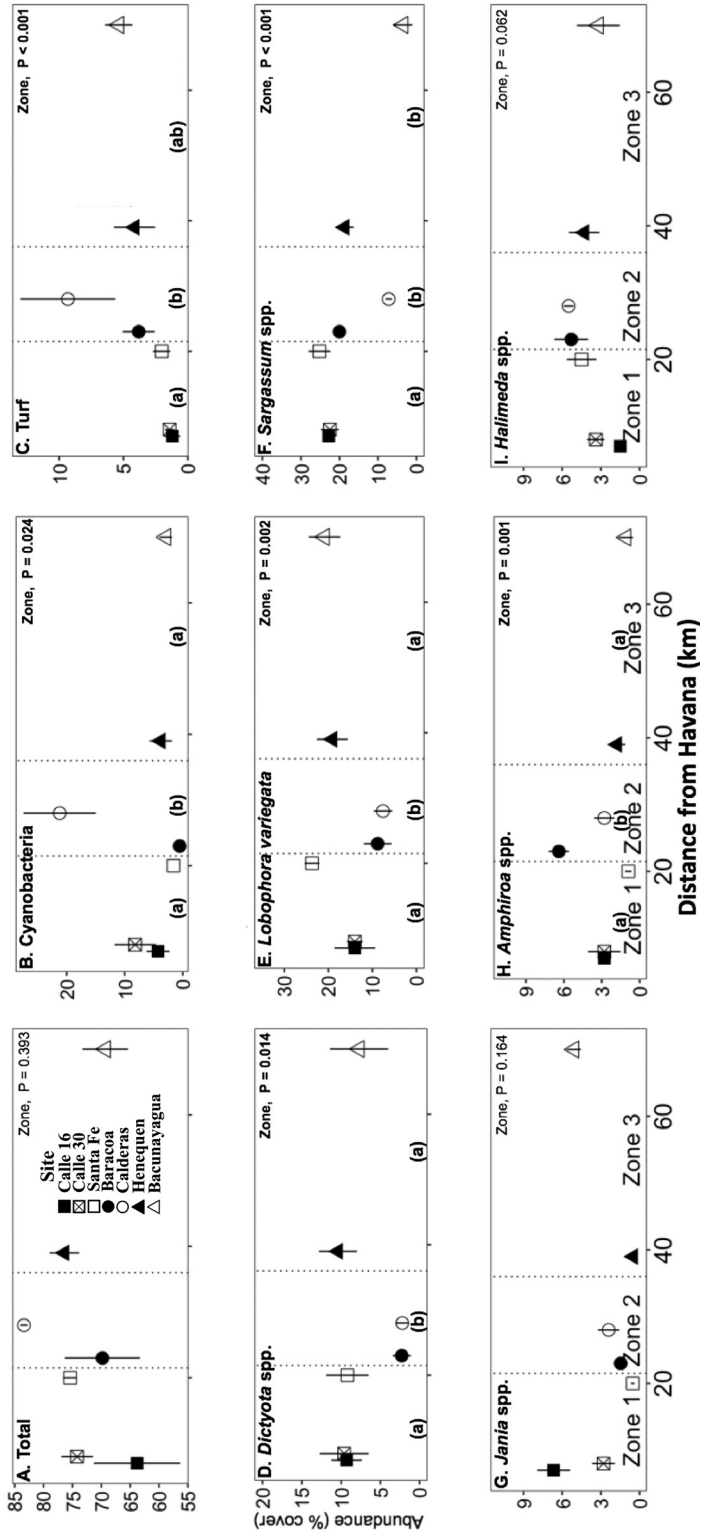 A. Total
Zone, P = 0.393
85
75
65
55
Site
Calle 16
Calle 30
Santa Fe
Baracoa
Calderas
Henequen
Bacunayagua
B. Cyanobacteria
Zone, P = 0.024
20
10
0
(a)
(b)
(a)
C. Turf
Zone, P < 0.001
10
5
0
(a)
(b)
(ab)
Abundance (% cover)
D. Dictyota spp.
Zone, P = 0.014
20
15
10
5
0
(a)
(b)
(a)
E. Lobophora variegata
Zone, P = 0.002
30
20
10
0
(a)
(b)
(a)
F. Sargassum spp.
Zone, P < 0.001
40
30
20
10
0
(a)
(b)
(b)
G. Jania spp.
Zone, P = 0.164
9
6
3
0
Zone 1
Zone 2
Zone 3
20
40
60
H. Amphiroa spp.
Zone, P = 0.001
9
6
3
0
(a)
(b)
(a)
Zone 1
Zone 2
Zone 3
20
40
60
I. Halimeda spp.
Zone, P = 0.062
9
6
3
0
Zone 1
Zone 2
Zone 3
20
40
60
Distance from Havana (km)